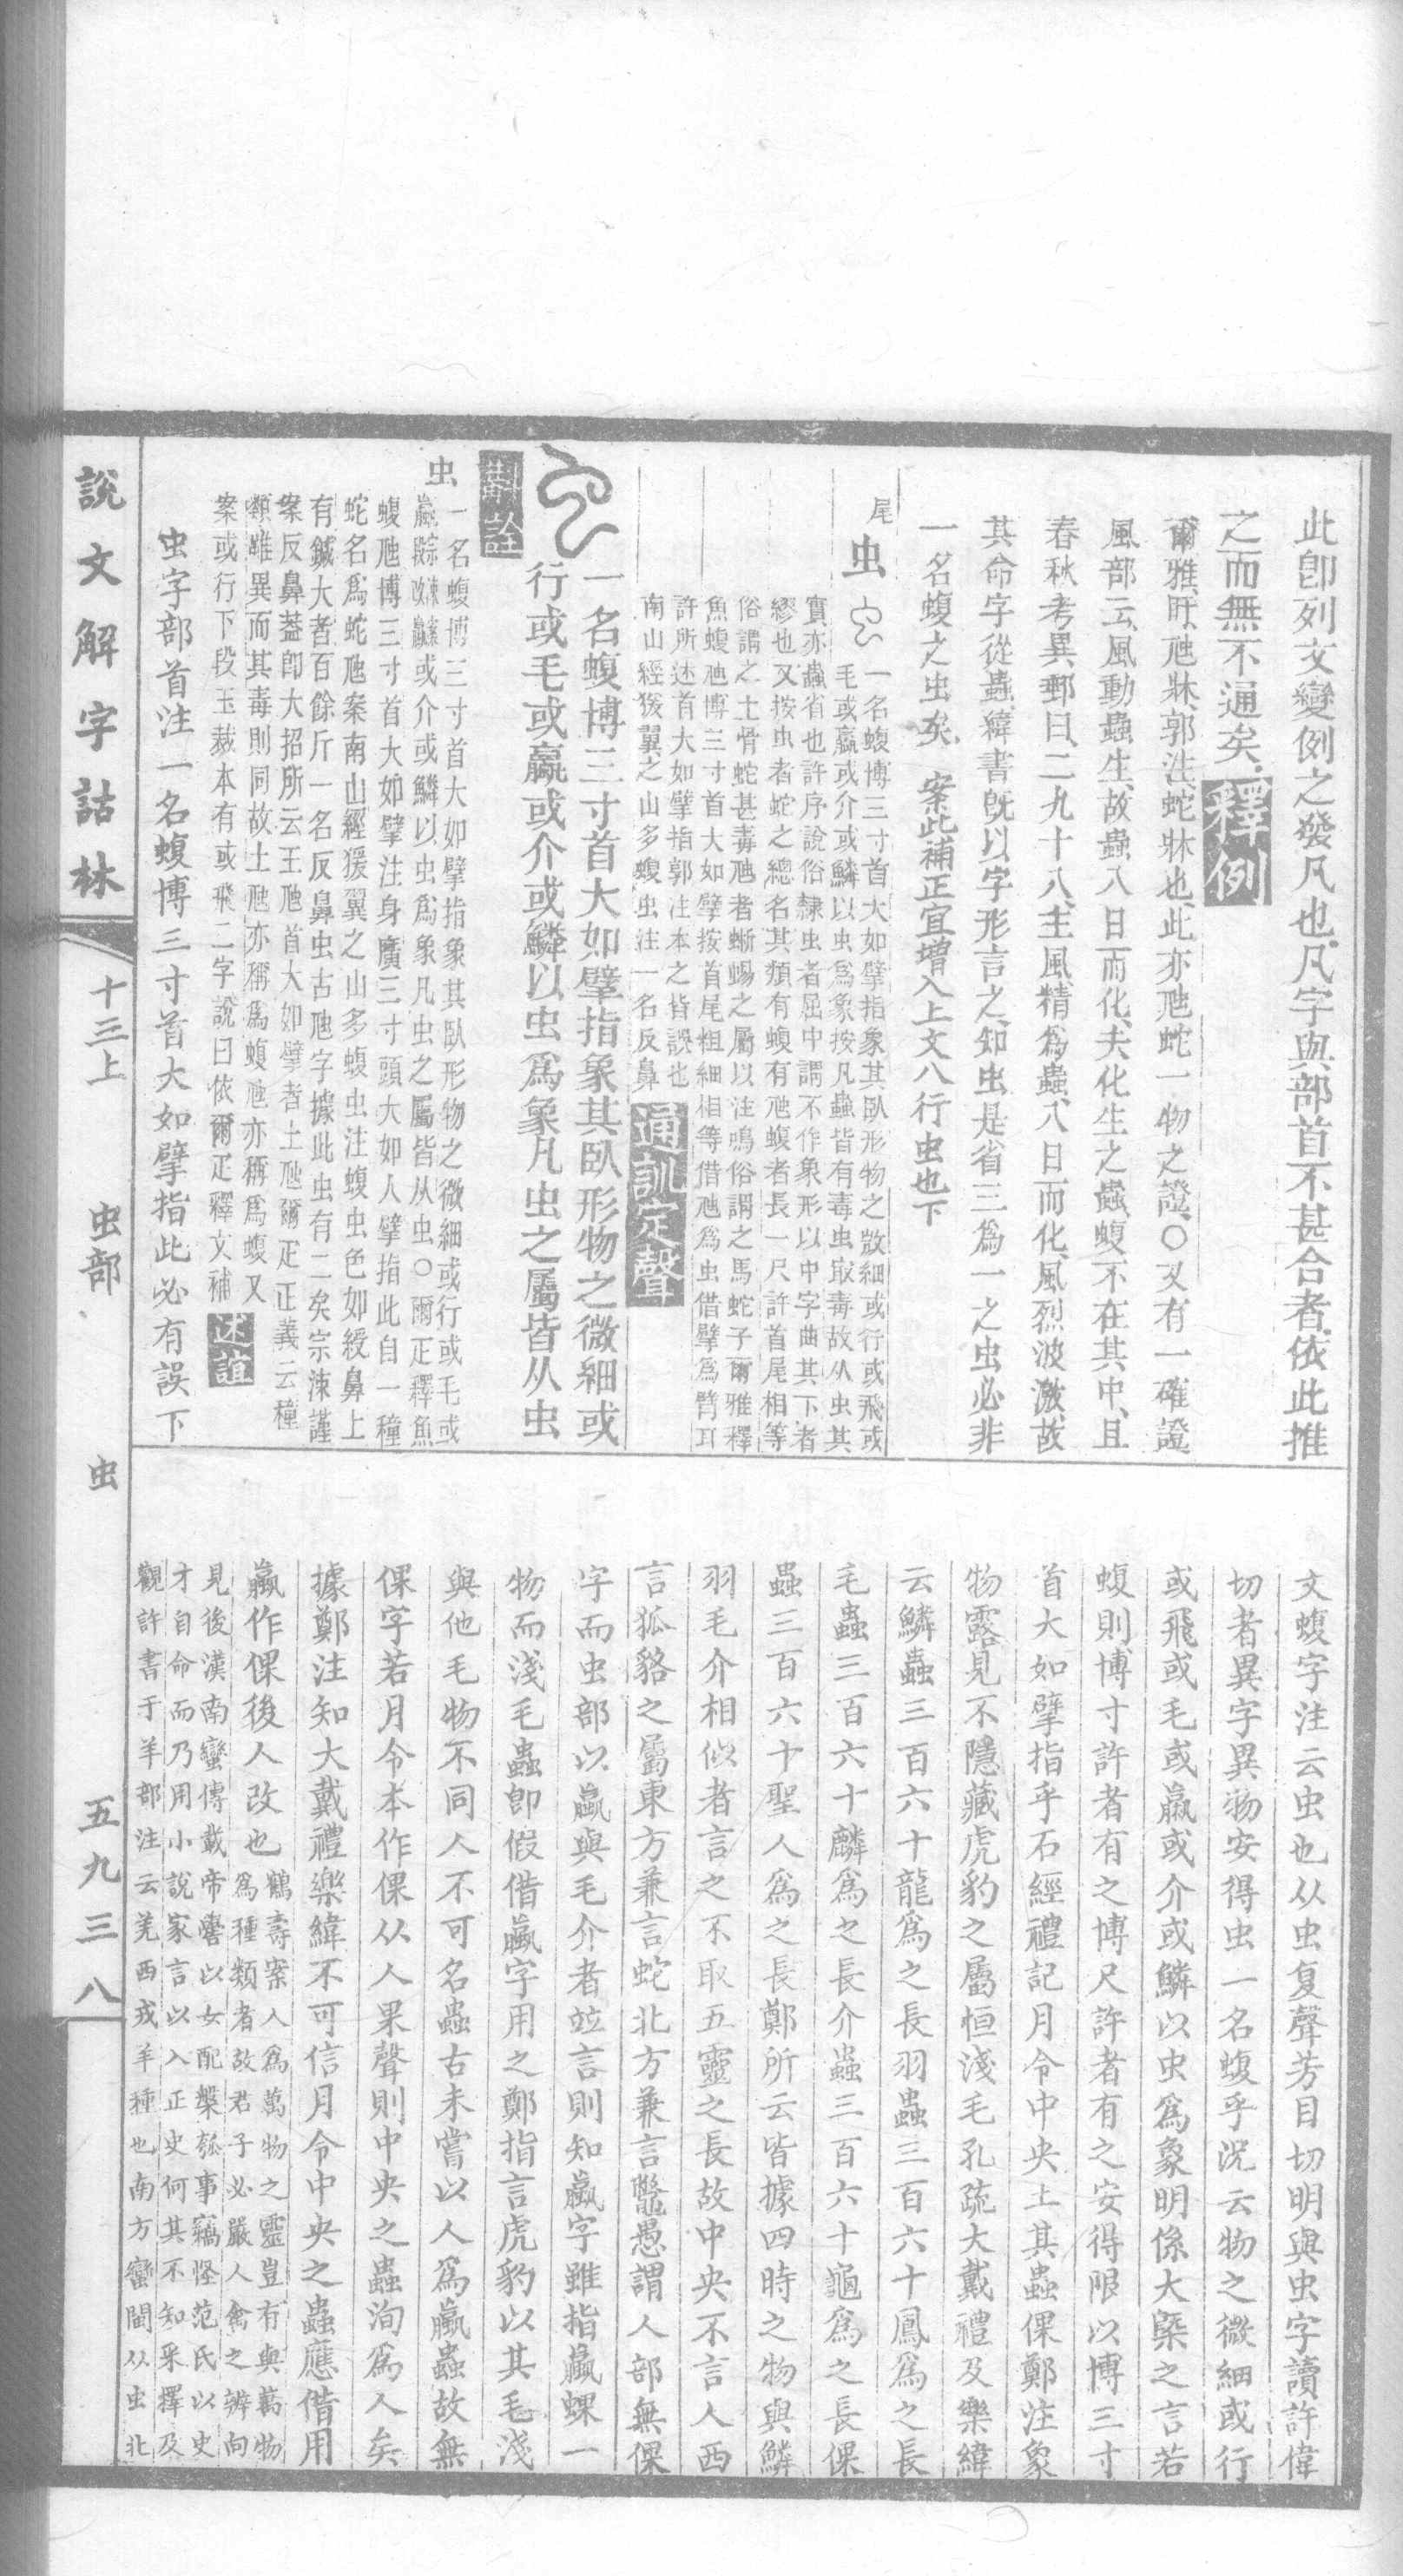 此卽列文變例之發凡也凡字與部首不甚合者依此推
之而無不通矣釋例
爾雅䖵虺牀郭注蛇牀也此亦虺蛇一物之證○又有一確證
風部云風動蟲生故蟲八日而化夫化生之蟲蝮不在其中且
春秋考異郵曰二九十八主風精爲蟲八日而化風烈波激故
其命字從蟲緯書旣以字形言之知虫是省三爲一之虫必非
一名蝮之虫矣 案此補正宜增入上文八行虫也下
尾
虫
一名蝮博三寸首大如擘指象其臥形物之㣲細或行或飛或
毛或蠃或介或鱗以虫爲象按凡蟲皆有毒虫取毒故从虫其
實亦蟲省也許序說俗隸虫者屈中謂不作象形以中字曲其下者
繆也又按虫者蛇之總名其類有蝮有虺蝮者長一尺許首尾相等
俗謂之土骨蛇甚毒虺者蜥蜴之屬以注鳴俗謂之馬蛇子爾雅釋
魚蝮虺博三寸首大如擘按首尾粗細相等借虺爲虫借擘爲臂耳
許所述首大如擘指郭注本之皆誤也
南山經猨翼之山多蝮虫注一名反鼻通訓定聲
一名蝮博三寸首大如擘指象其臥形物之微細或
行或毛或蠃或介或鱗以虫爲象凡虫之屬皆从虫
斠詮
虫
一名蝮博三寸首大如擘指象其臥形物之微細或行或毛或
蠃或介或鱗以虫爲象凡虫之屬皆从虫○爾疋釋魚
蝮虺博三寸首大如擘注身廣三寸頭大如人擘指此自一種
蛇名爲蛇虺案南山經猨翼之山多蝮虫注蝮虫色如綬鼻上
有鍼大者百餘斤一名反鼻虫古虺字據此虫有二矣宗涑謹
案反鼻葢卽大招所云王虺首大如擘者土虺爾疋正義云種
類雖異而其毒則同故土虺亦稱爲蝮虺亦稱爲蝮又
案或行下段玉裁本有或飛二字說曰依爾疋釋文補述誼
虫字部首注一名蝮博三寸首大如擘指此必有誤下
文蝮字注云虫也从虫复聲芳目切明與虫字讀許偉
切者異字異物安得虫一名蝮乎況云物之微細或行
或飛或毛或蠃或介或鱗以虫爲象明係大槩之言若
蝮則博寸許者有之博尺許者有之安得限以博三寸
首大如擘指乎石經禮記月令中央土其蟲倮鄭注象
物露見不隱藏虎豹之屬恒淺毛孔疏大戴禮及樂緯
云鱗蟲三百六十龍爲之長羽蟲三百六十鳳爲之長
毛蟲三百六十麟爲之長介蟲三百六十龜爲之長倮
蟲三百六十聖人爲之長鄭所云皆據四時之物與鱗
羽毛介相似者言之不取五靈之長故中央不言人西
言狐貉之屬東方兼言蛇北方兼言鼈愚謂人部無倮
字而虫部以蠃與毛介者竝言則知蠃字雖指蠃蜾一
物而淺毛蟲卽假借蠃字用之鄭指言虎豹以其毛淺
與他毛物不同人不可名蟲古未嘗以人爲蠃蟲故無
倮字若月令本作倮从人果聲則中央之蟲洵爲人矣
據鄭注知大戴禮樂緯不可信月令中央之蟲應借用
蠃作倮後人改也
鶴壽案人爲萬物之靈豈有與萬物
爲種類者故君子必嚴人禽之辨向
見後漢南蠻傳載帝嚳以女配槃瓠事竊怪范氏以史
才自命而乃用小說家言以入正史何其不知采擇及
觀許書于羊部注云羌西戎羊種也南方蠻閩从虫北
說文解字詁林
十三上
虫部
虫
五九三八